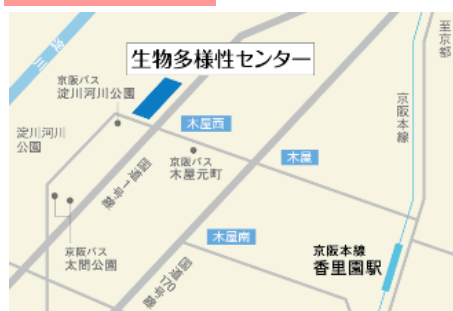 淀川
生物多様性センター
至京都
京阪バス
淀川河川公園
京阪本線
木屋西
淀川河川
公園
木屋
京阪バス
木屋元町
国道1号線
木屋南
京阪バス
太間公園
京阪本線
香里園駅
国道170号線